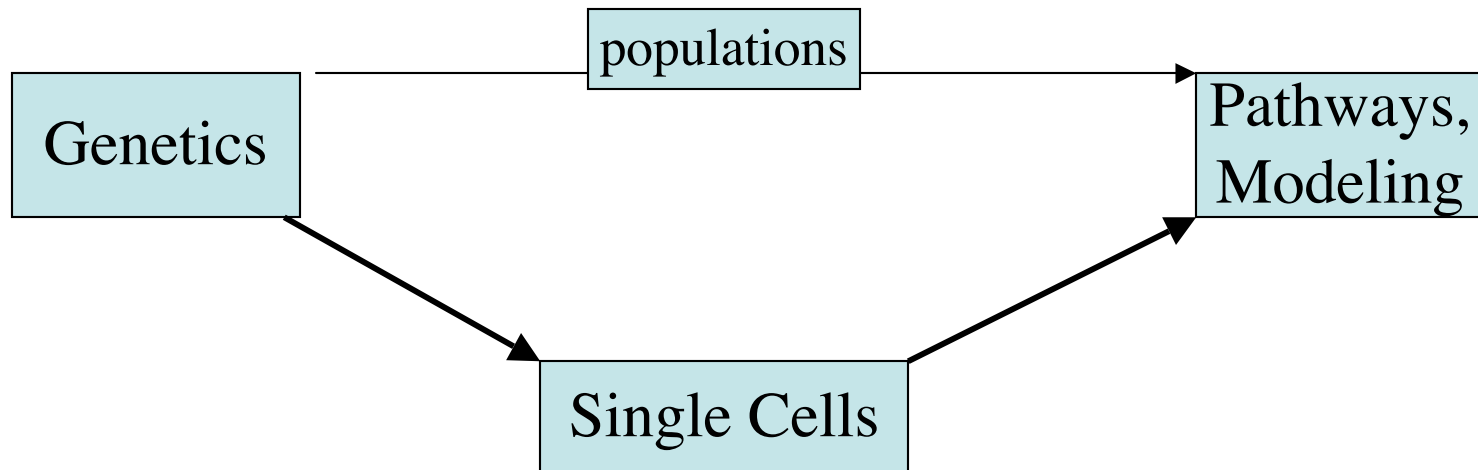 populations
Genetics
Pathways,
Modeling
Single Cells